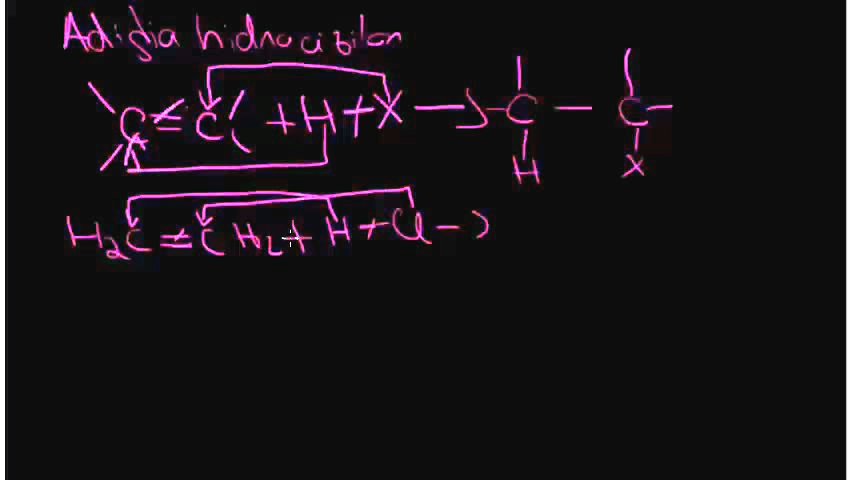 Adiția hidracizilor
C = C + H + X → C — C
H X
H₂C = CH₂ + H + Cl →